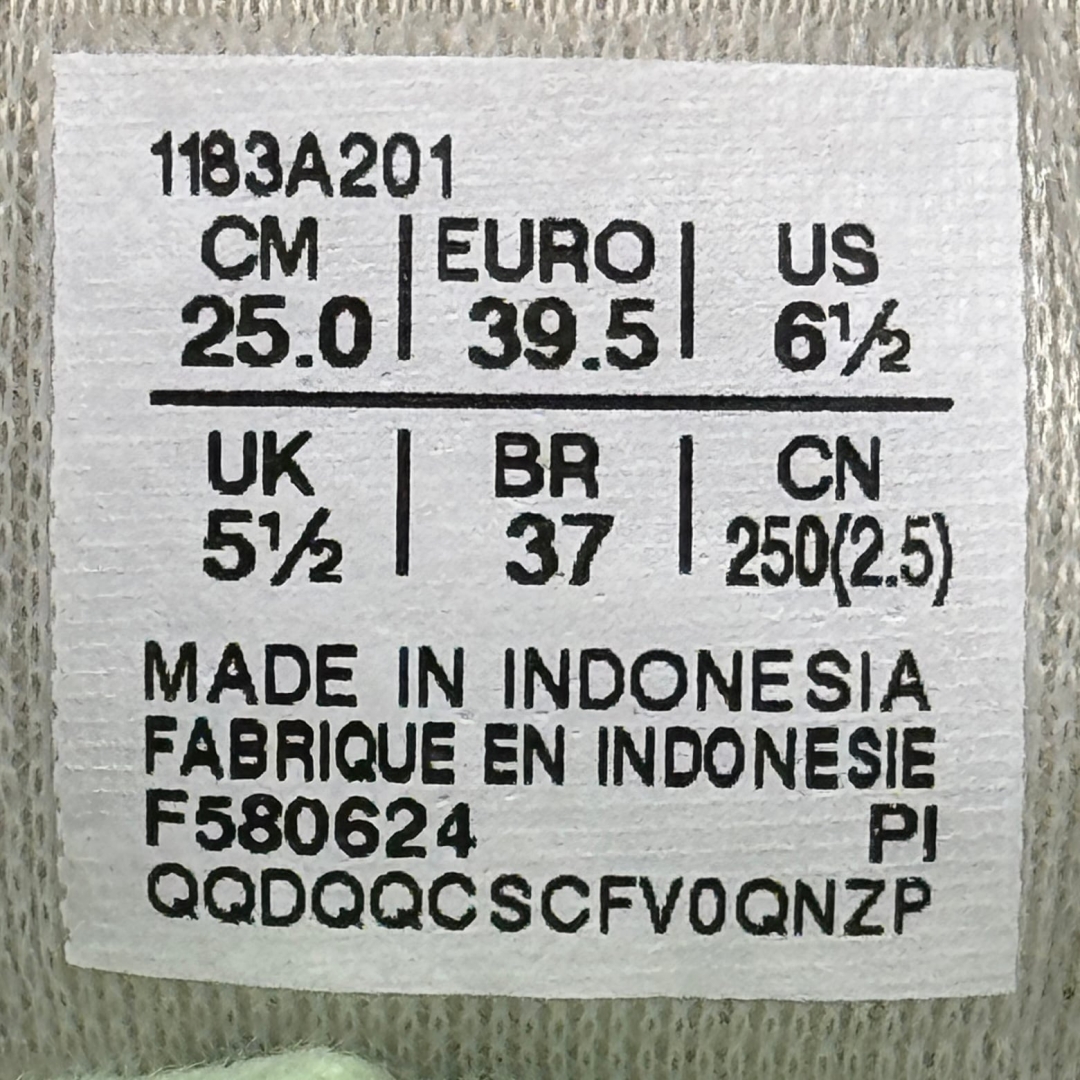 1183A201
CM | EURO | US
25.0 | 39.5 | 6½
UK | BR | CN
5½ | 37 | 250(2.5)
MADE IN INDONESIA
FABRIQUE EN INDONESIE
F580624 PI
QQDQQCSCFV0QNZP